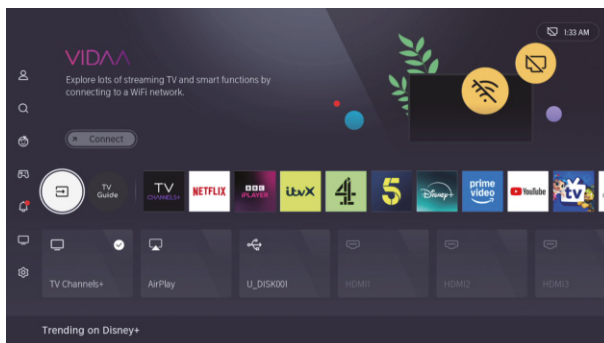 1:33 AM
VIDAA
Explore lots of streaming TV and smart functions by
connecting to a WiFi network.
Connect
TV Guide
TV CHANNELS+
NETFLIX
BBC iPLAYER
itvX
4
5
Disney+
prime video
YouTube
tv
TV Channels+
AirPlay
U_DISK001
HDMI1
HDMI2
HDMI3
Trending on Disney+